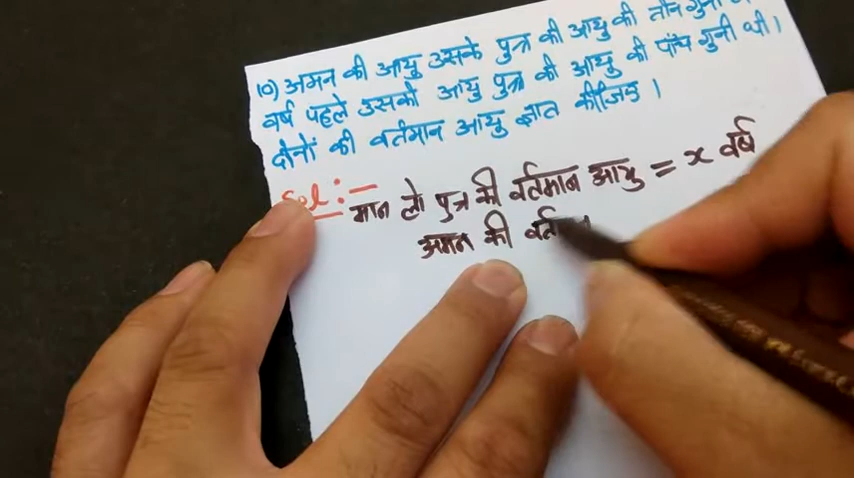 10) अमन की आयु उसके पुत्र की आयु की तीन गुनी
वर्ष पहले उसकी आयु पुत्र की आयु की पाँच गुनी थी।
दोनों की वर्तमान आयु ज्ञात कीजिए।
Sol:-
मान लो पुत्र की वर्तमान आयु = x वर्ष
अमन की